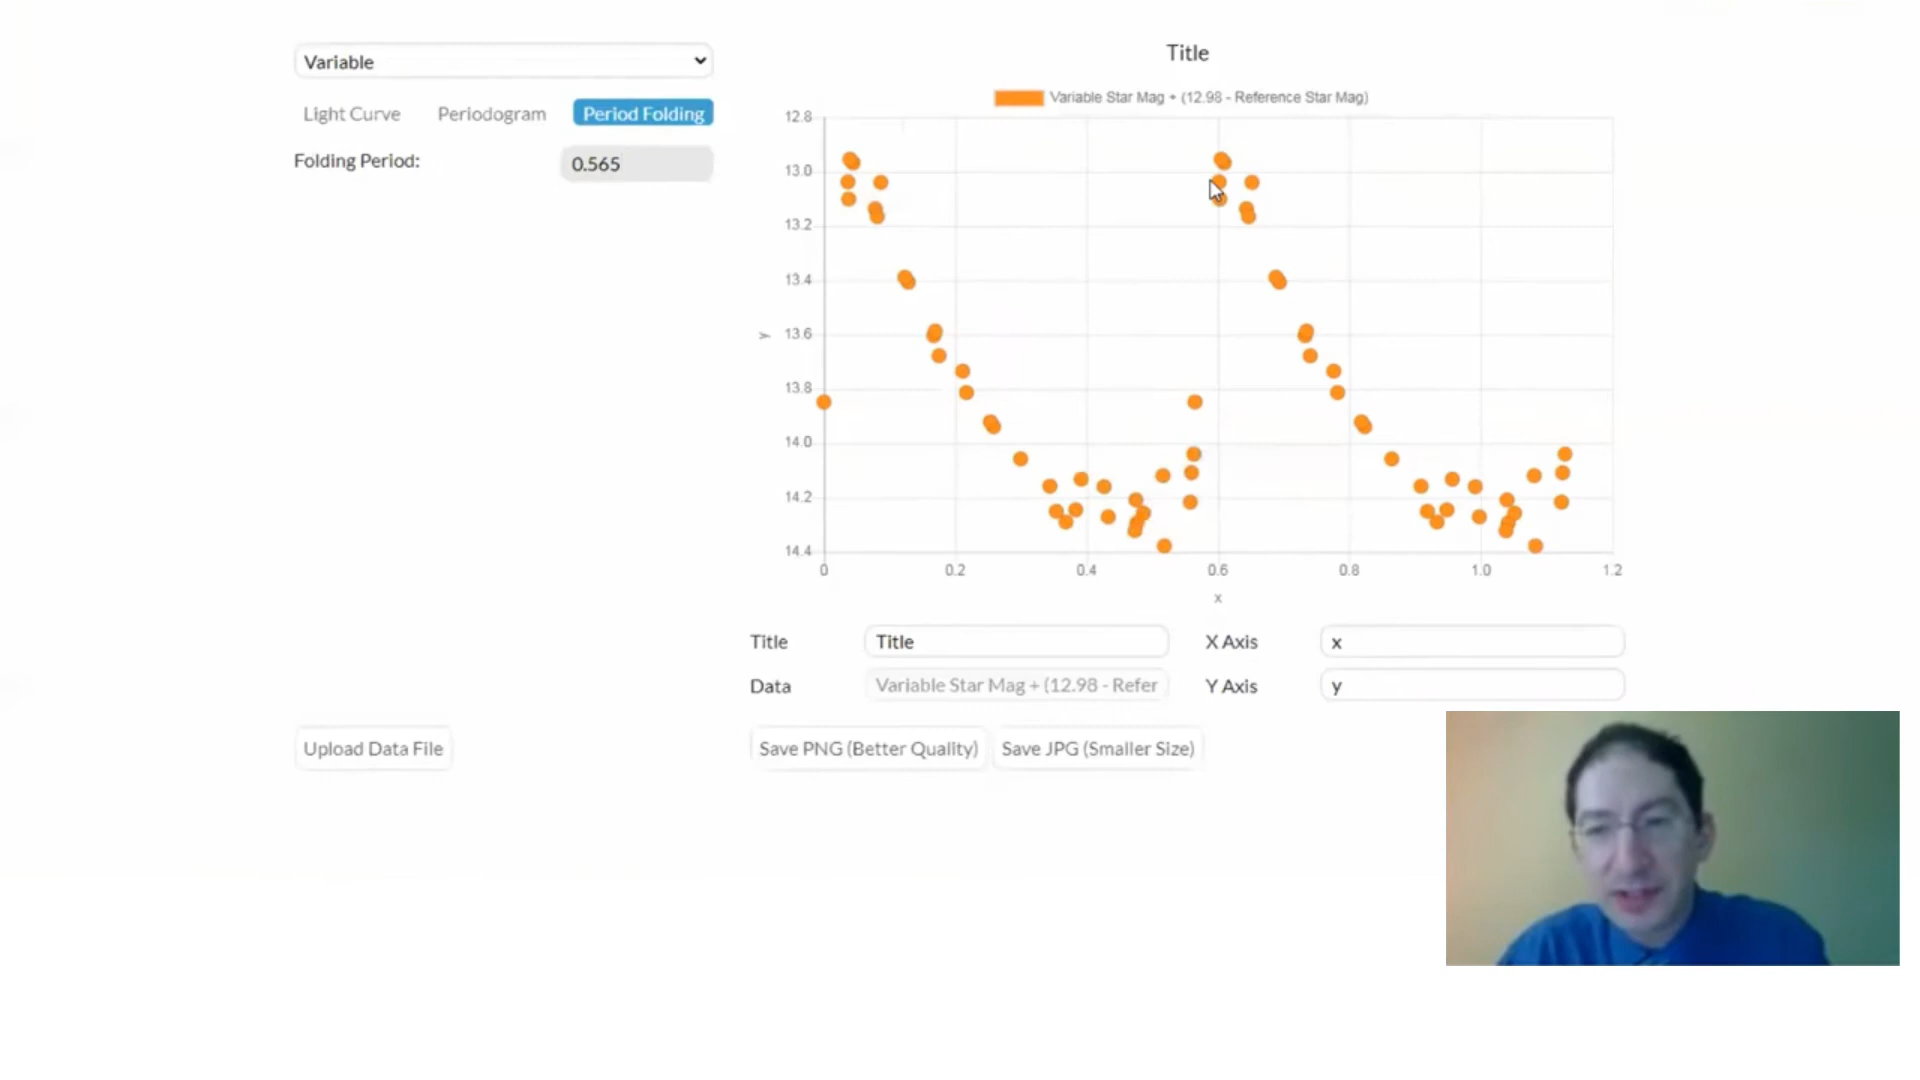 Variable
Light Curve Periodogram Period Folding
Folding Period: 0.565
Title
Variable Star Mag + (12.98 - Reference Star Mag)
12.8
13.0
13.2
13.4
13.6
y
13.8
14.0
14.2
14.4
0 0.2 0.4 0.6 0.8 1.0 1.2
x
Title Title X Axis x
Data Variable Star Mag + (12.98 - Refer Y Axis y
Upload Data File Save PNG (Better Quality) Save JPG (Smaller Size)